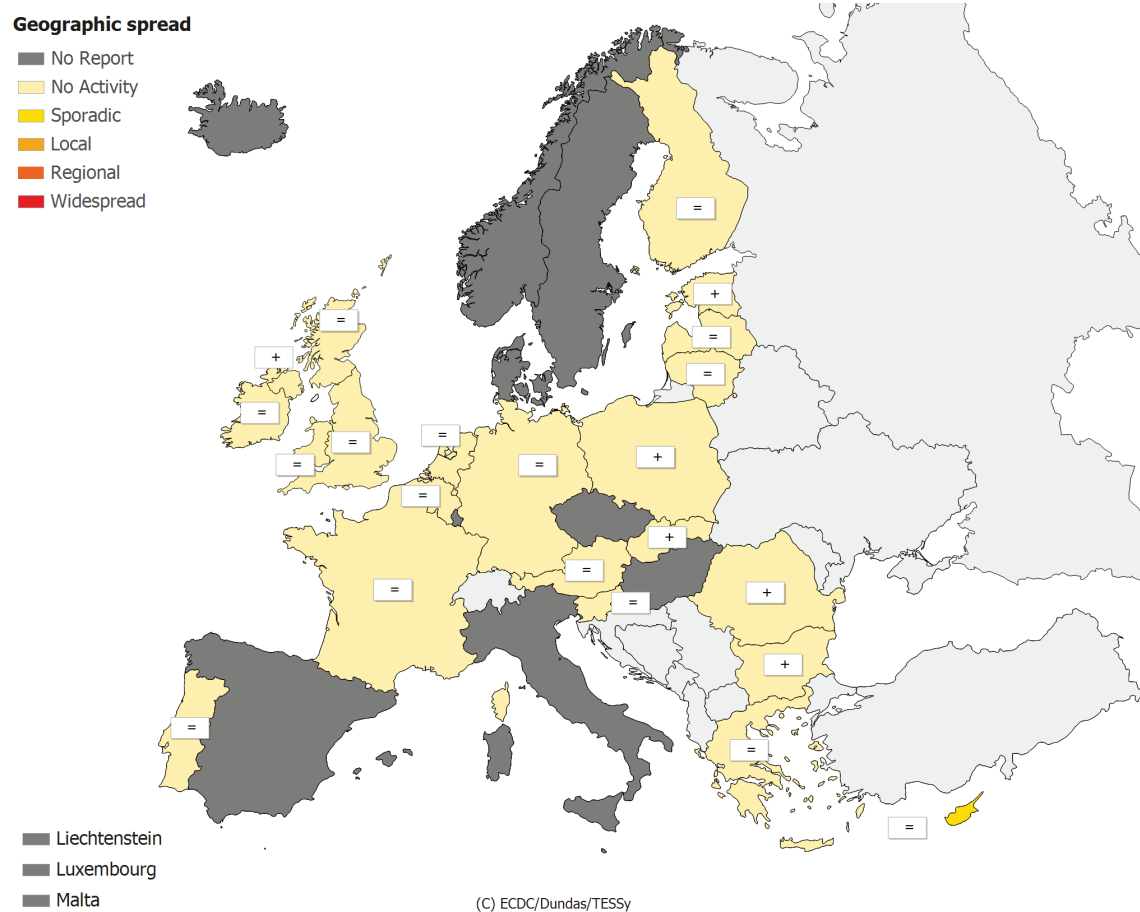 Geographic spread
No Report
No Activity
Sporadic
Local
Regional
Widespread
=
+
=
=
=
+
=
=
=
=
=
=
+
+
=
=
=
+
+
=
=
=
Liechtenstein
Luxembourg
Malta
(C) ECDC/Dundas/TESSy